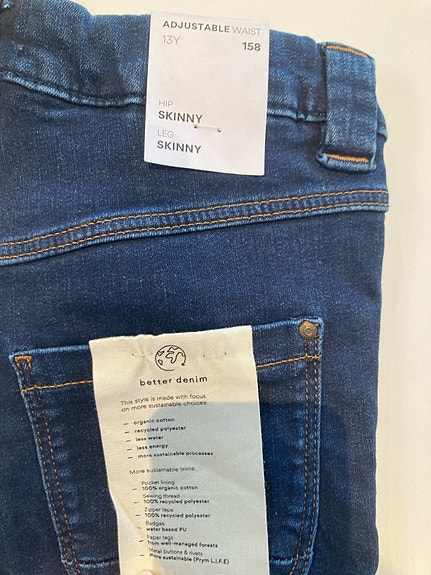 ADJUSTABLE WAIST
13Y 158
HIP
SKINNY
LEG
SKINNY
better denim
This style is made with focus
on more sustainable choices
– organic cotton
– recycled polyester
– less water
– less energy
– more sustainable processes
More sustainable trims.
Pocket lining
– 100% organic cotton
Sewing thread
– 100% recycled polyester
Zipper tape
– 100% recycled polyester
Badges
– water based PU
Paper tags
– from well-managed forests
Metal buttons & rivets
– more sustainable (Prym L.I.F.E)